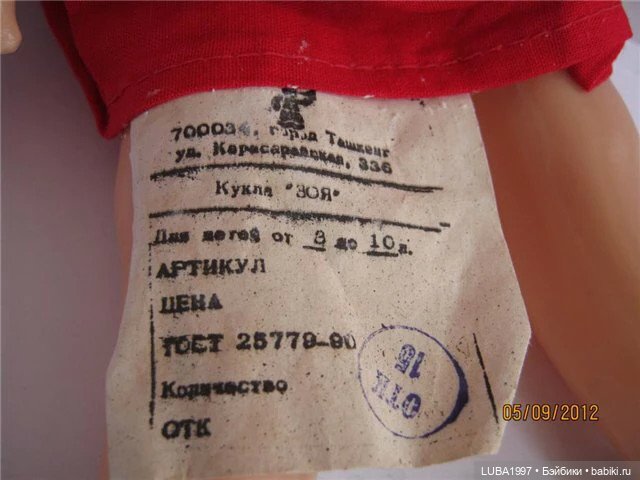 700034, город Ташкент
ул. Карасарайская, 336
Кукла "ЗОЯ"
Для детей от 3 до 10 л.
АРТИКУЛ
ЦЕНА
ГОСТ 25779-90
Количество
ОТК
ОТК
15
05/09/2012
LUBA1997 • Бэйбики • babiki.ru